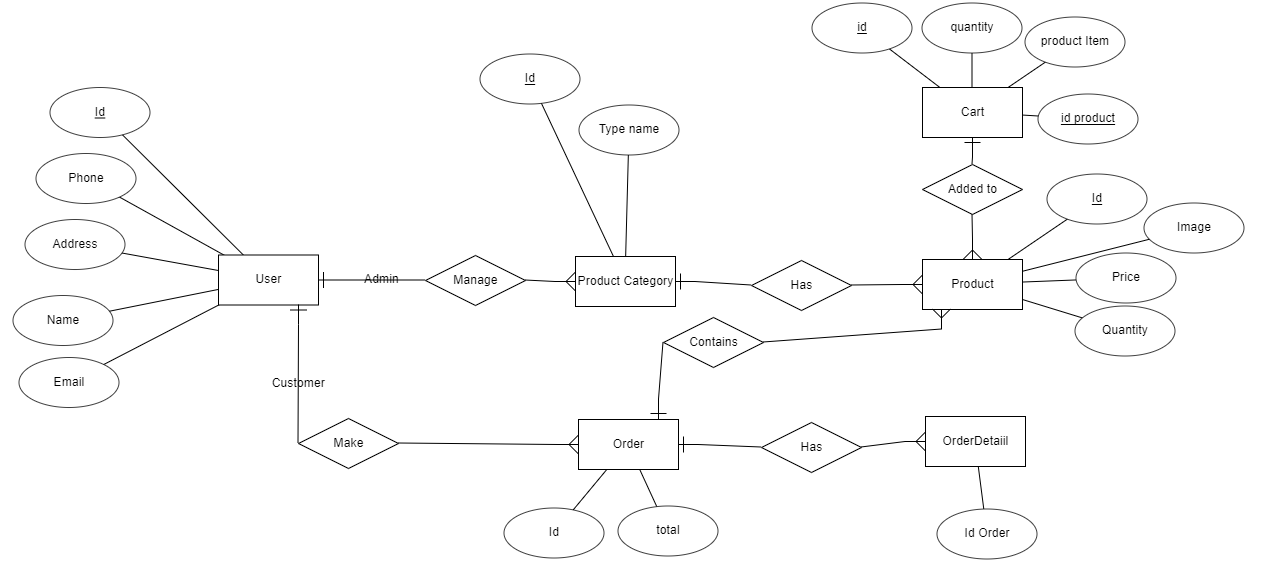 id
quantity
product Item
Id
Type name
Id
Cart
id product
Phone
Added to
Id
Image
Address
User
Admin
Manage
Product Category
Has
Product
Price
Name
Contains
Quantity
Email
Customer
Make
Order
Has
OrderDetaiil
Id
total
Id Order